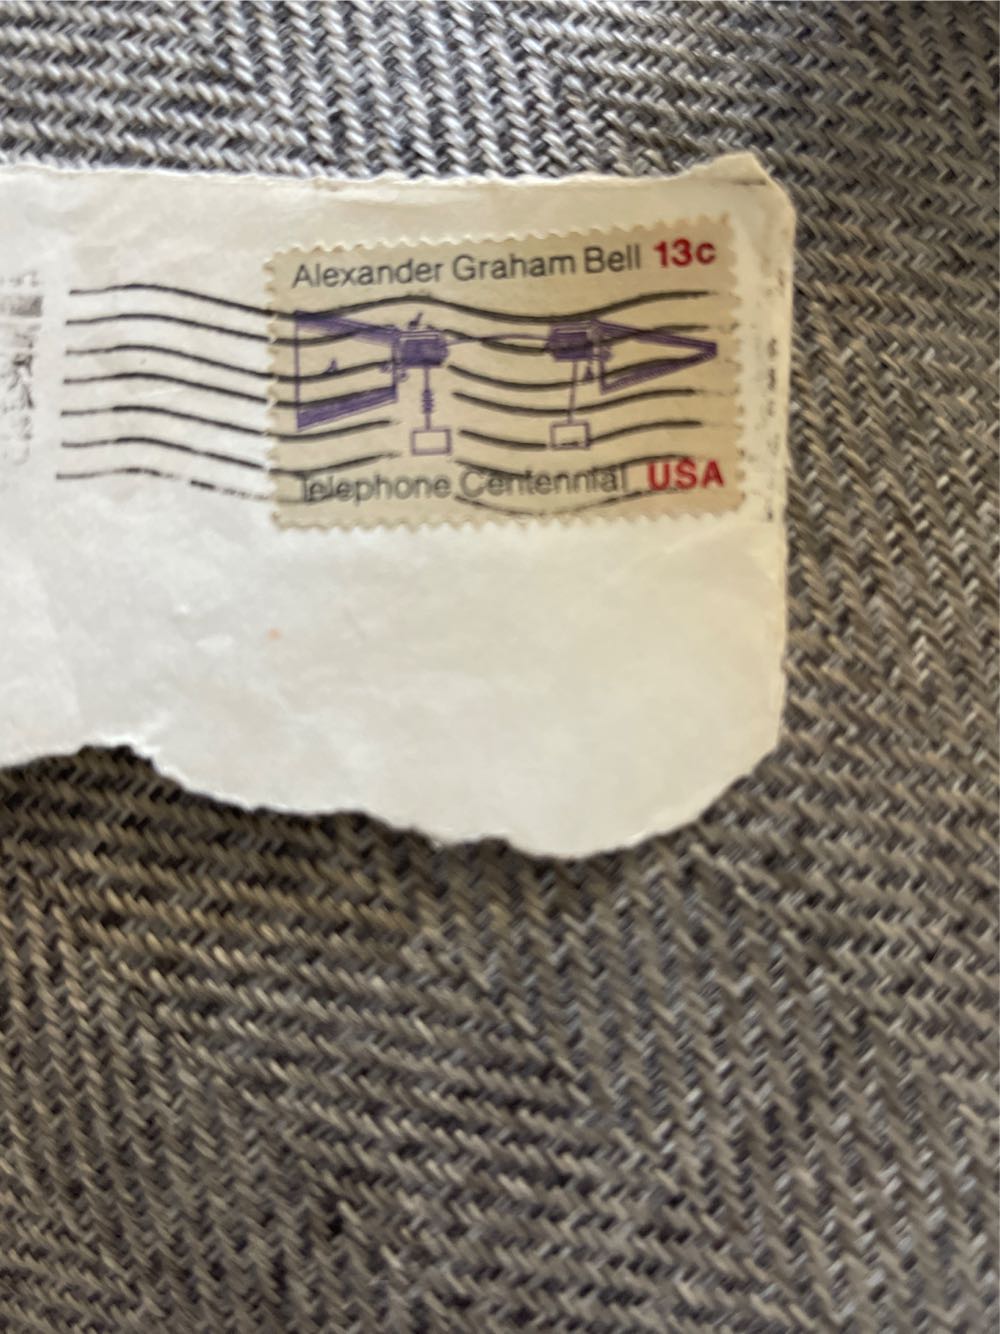 Alexander Graham Bell 13c
Telephone Centennial USA